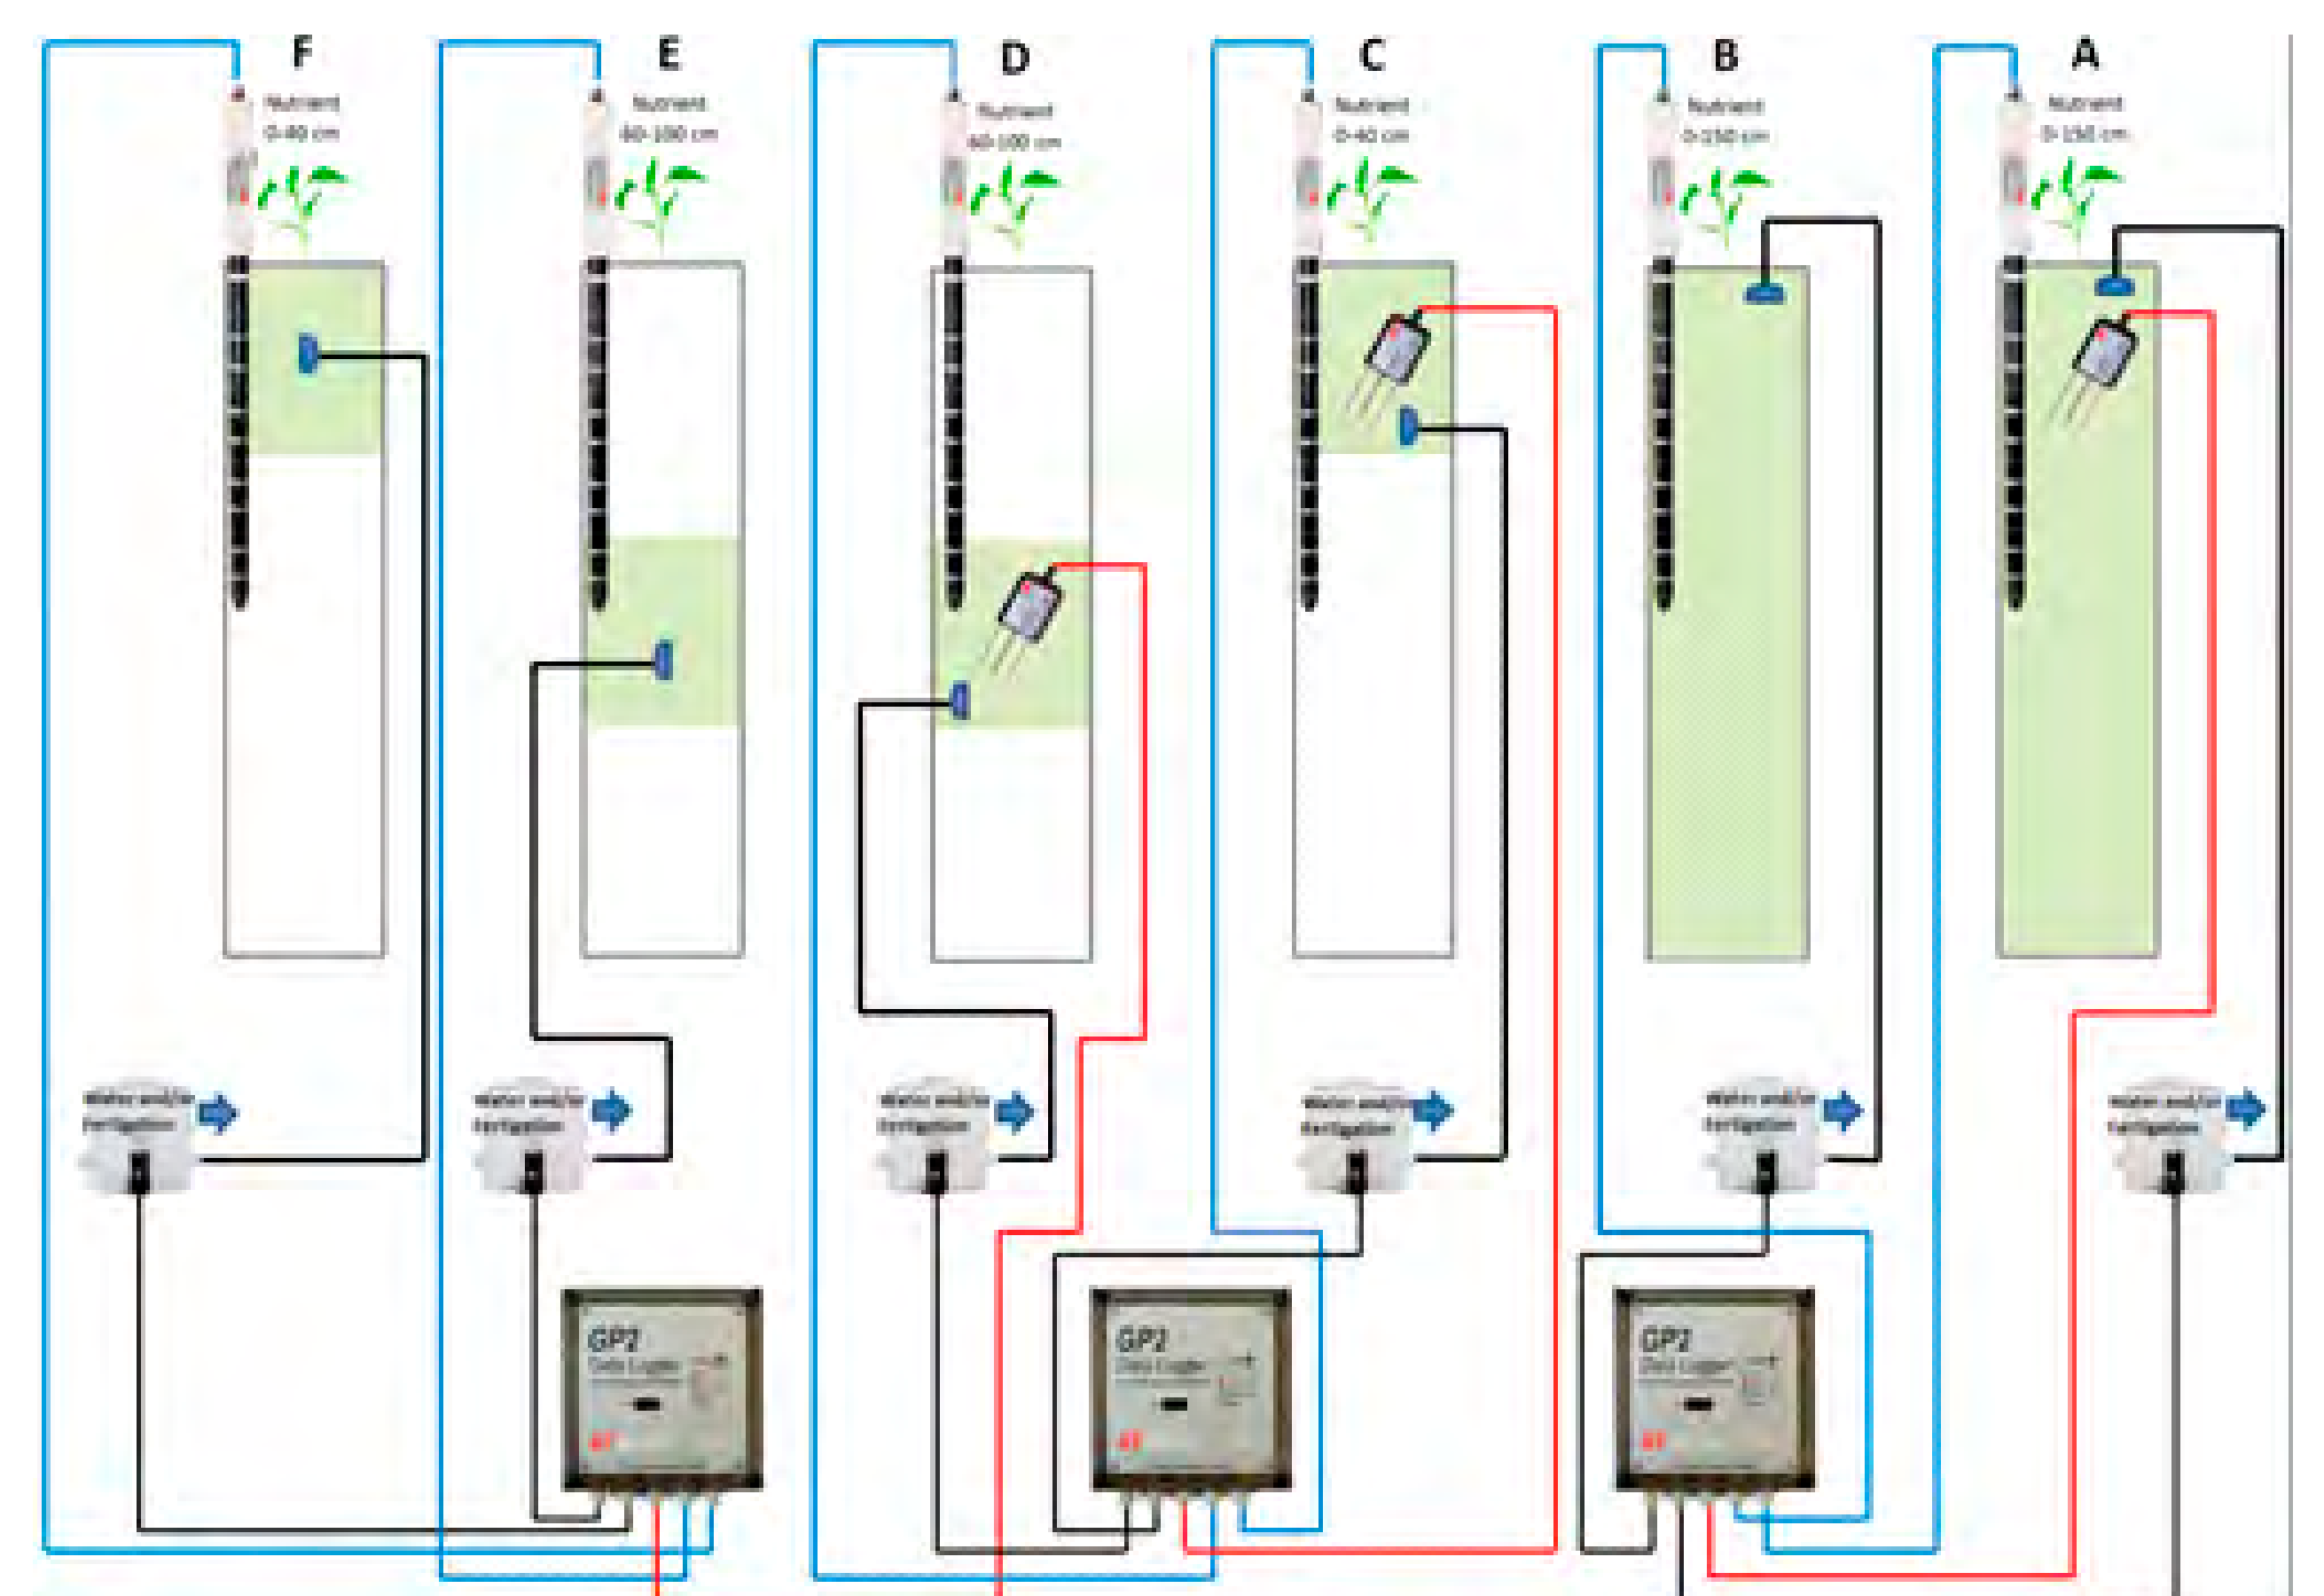 F
E
D
C
B
A
Nutrient
0-40 cm
Nutrient
60-100 cm
Nutrient
60-100 cm
Nutrient
0-40 cm
Nutrient
0-150 cm
Nutrient
0-150 cm
Water and/or
Fertigation
Water and/or
Fertigation
Water and/or
Fertigation
Water and/or
Fertigation
Water and/or
Fertigation
Water and/or
Fertigation
GP2
Data Logger
GP2
Data Logger
GP2
Data Logger